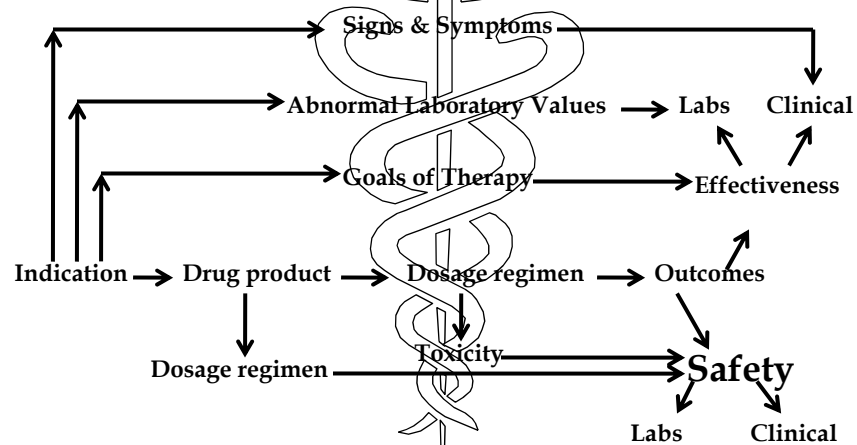 Signs & Symptoms
Abnormal Laboratory Values
Labs
Clinical
Goals of Therapy
Effectiveness
Indication
Drug product
Dosage regimen
Outcomes
Toxicity
Dosage regimen
Safety
Labs
Clinical